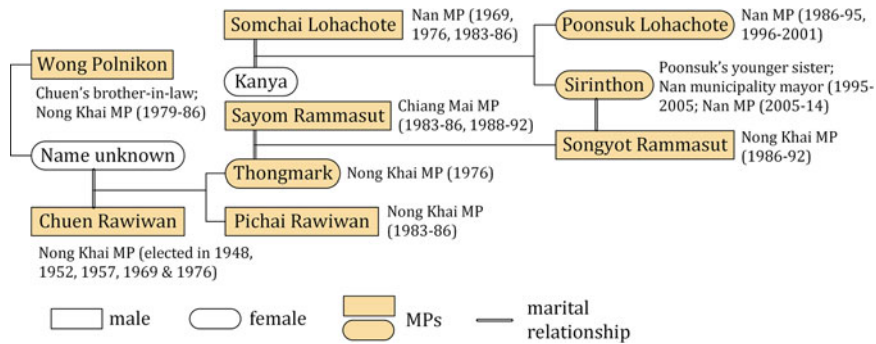 Somchai Lohachote
Nan MP (1969,
1976, 1983-86)
Poonsuk Lohachote
Nan MP (1986-95,
1996-2001)
Wong Polnikon
Chuen's brother-in-law;
Nong Khai MP (1979-86)
Kanya
Sirinthon
Poonsuk's younger sister;
Nan municipality mayor (1995-
2005; Nan MP (2005-14)
Sayom Rammasut
Chiang Mai MP
(1983-86, 1988-92)
Songyot Rammasut
Nong Khai MP
(1986-92)
Name unknown
Thongmark
Nong Khai MP (1976)
Chuen Rawiwan
Nong Khai MP (elected in 1948,
1952, 1957, 1969 & 1976)
Pichai Rawiwan
Nong Khai MP
(1983-86)
male
female
MPs
marital
relationship